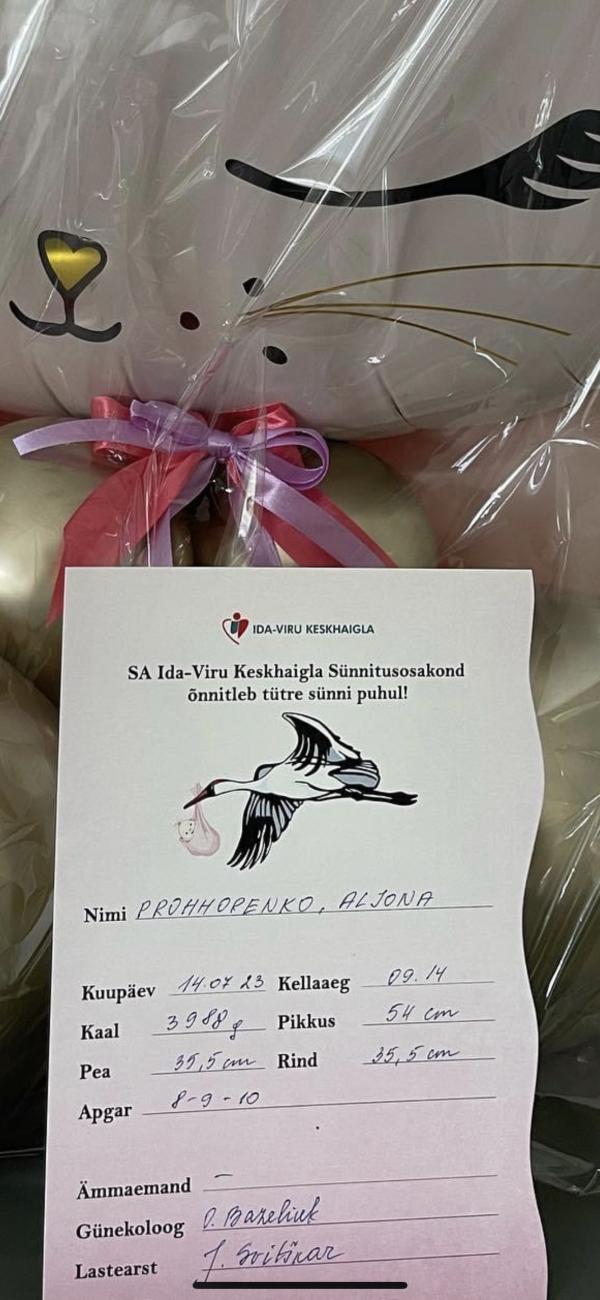 IDA-VIRU KESKHAIGLA
SA Ida-Viru Keskhaigla Sünnitusosakond
õnnitleb tütre sünni puhul!
Nimi PROHHORENKO, ALJONA
Kuupäev 14.07 23 Kellaaeg 09.14
Kaal 3988g Pikkus 54 cm
Pea 35,5 cm Rind 35,5 cm
Apgar 8-9-10
Ämmaemand –
Günekoloog O.
Lastearst